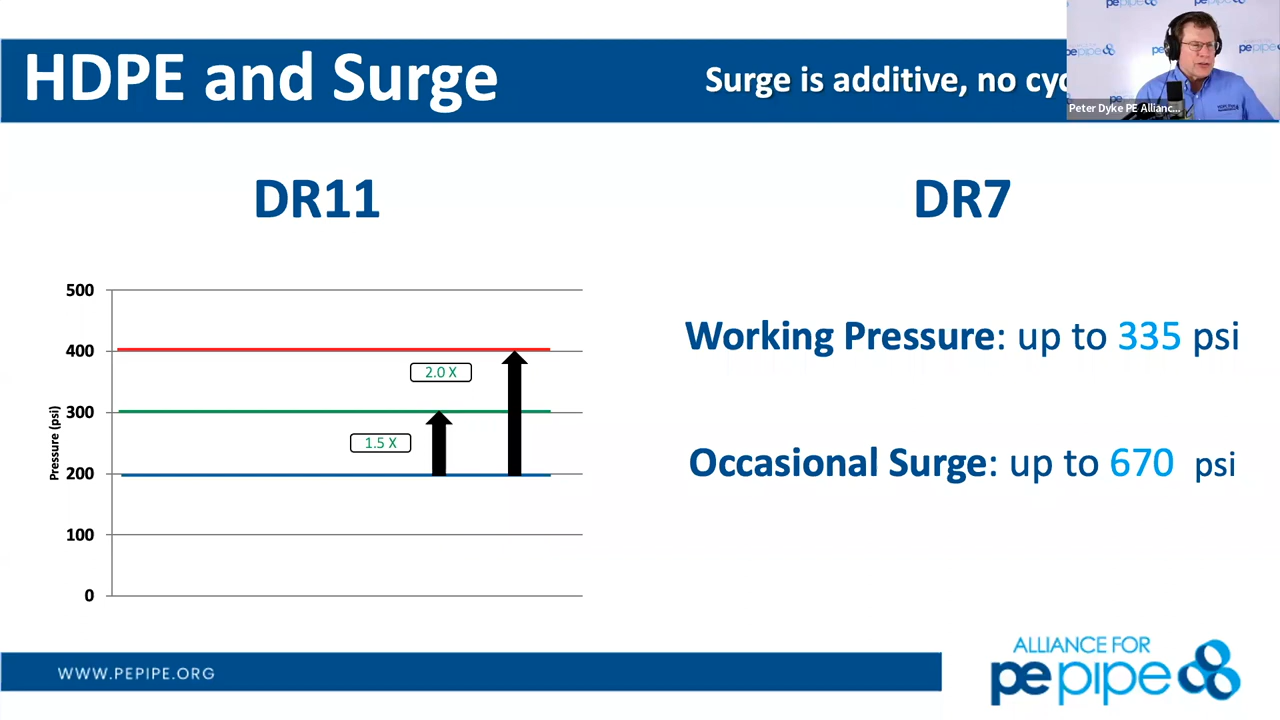 HDPE and Surge
Surge is additive, no
Peter Dyke PE Allianc...
DR11
DR7
500
400
300
200
100
0
Pressure (psi)
2.0 X
1.5 X
Working Pressure: up to 335 psi
Occasional Surge: up to 670 psi
WWW.PEPIPE.ORG
ALLIANCE FOR
pepipe